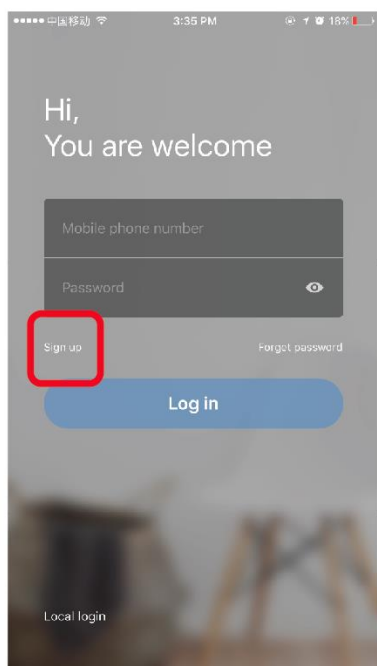 中国移动 3:35 PM 18%
Hi,
You are welcome
Mobile phone number
Password
Sign up Forget password
Log in
Local login